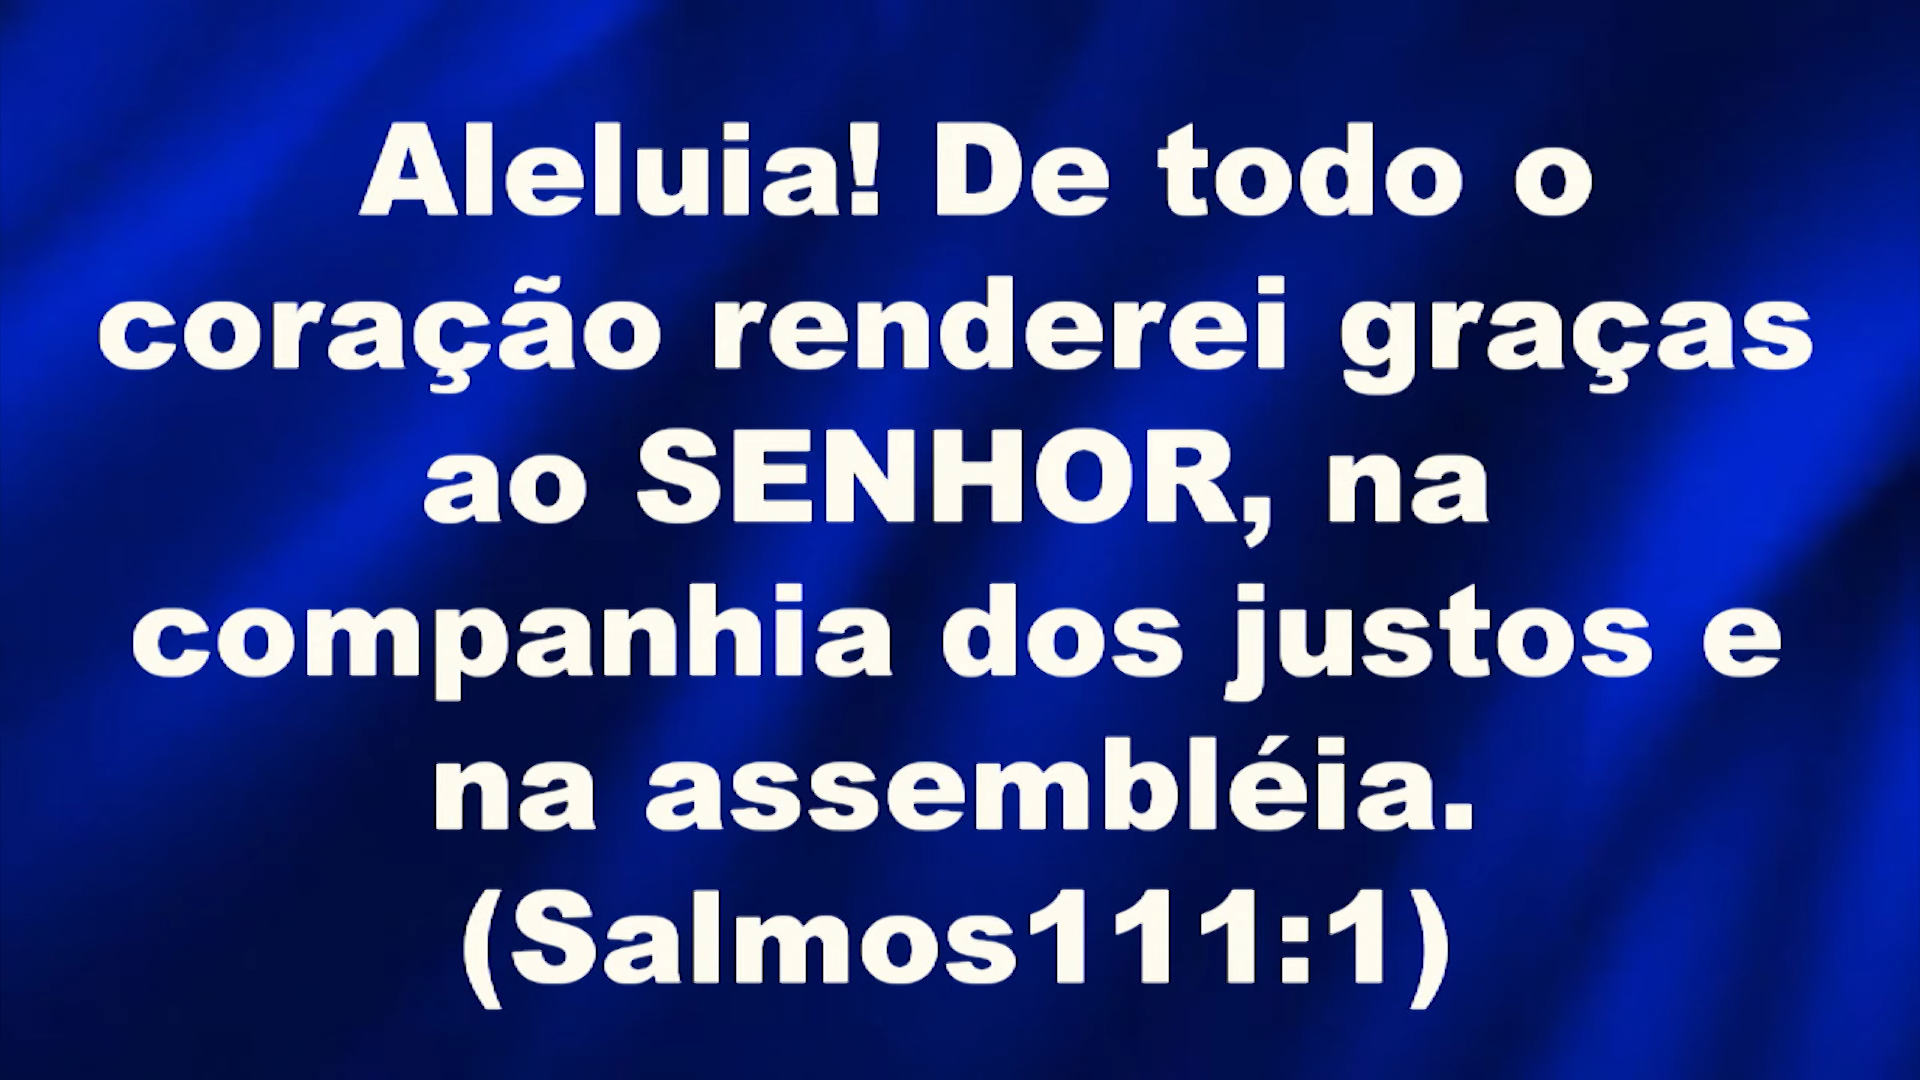 Aleluia! De todo o
coração renderei graças
ao SENHOR, na
companhia dos justos e
na assembléia.
(Salmos111:1)